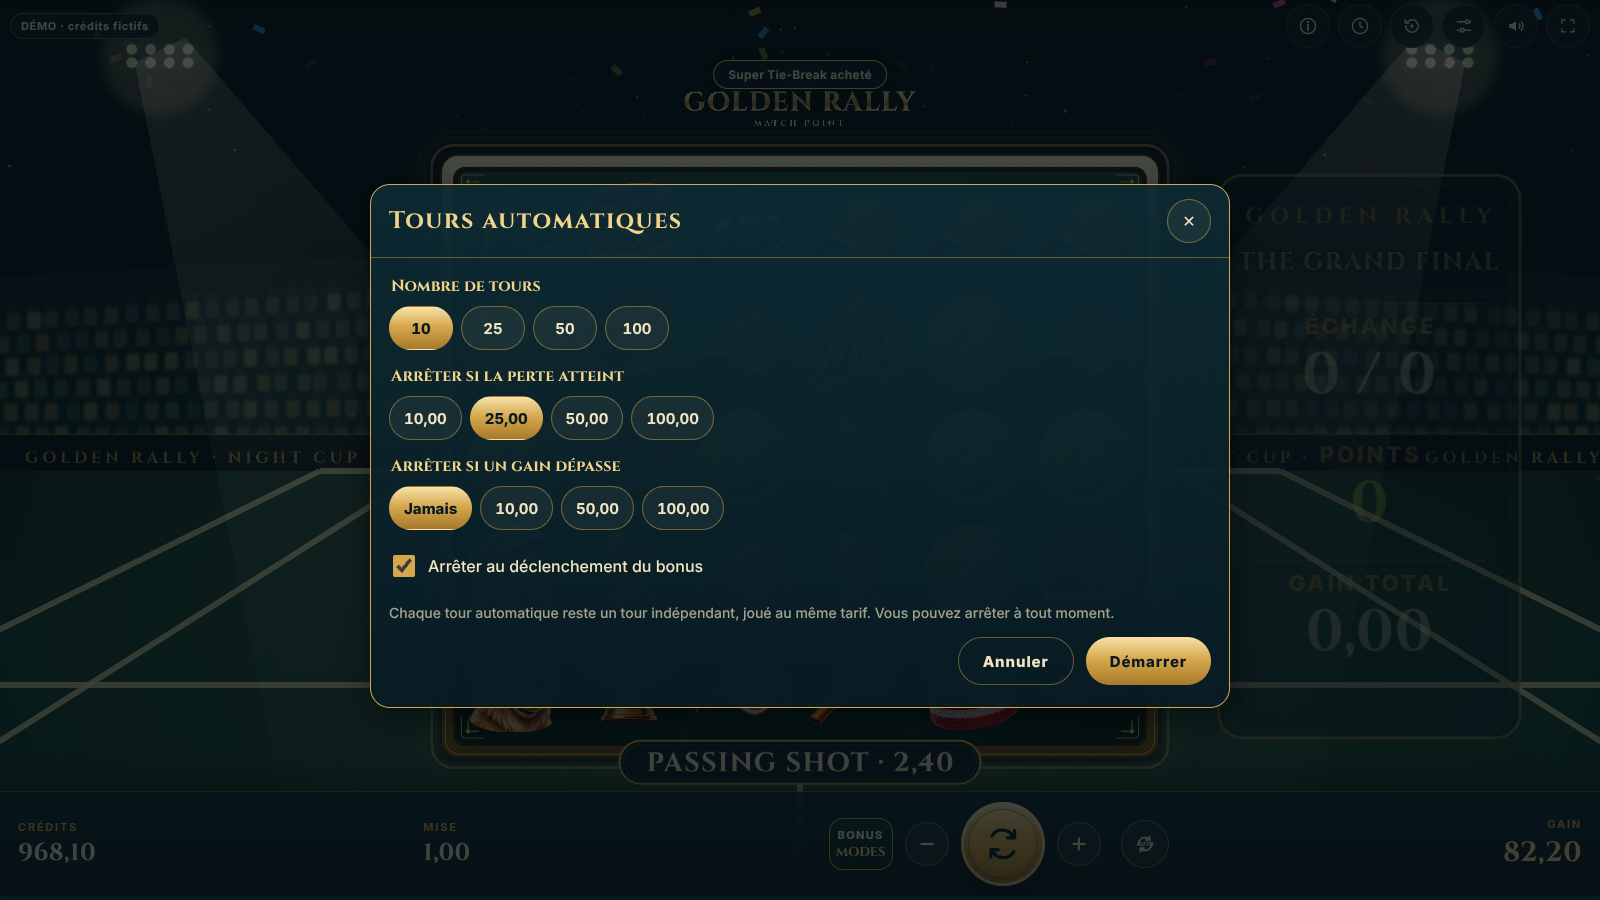 DÉMO · crédits fictifs
Super Tie-Break acheté
GOLDEN RALLY
MATCH POINT
TOURS AUTOMATIQUES
NOMBRE DE TOURS
10 25 50 100
ARRÊTER SI LA PERTE ATTEINT
10,00 25,00 50,00 100,00
ARRÊTER SI UN GAIN DÉPASSE
Jamais 10,00 50,00 100,00
Arrêter au déclenchement du bonus
Chaque tour automatique reste un tour indépendant, joué au même tarif. Vous pouvez arrêter à tout moment.
Annuler Démarrer
GOLDEN RALLY
THE GRAND FINAL
ÉCHANGE
0 / 0
POINTS
0
GAIN TOTAL
0,00
GOLDEN RALLY · NIGHT CUP
CUP · GOLDEN RALLY
WILD
PASSING SHOT · 2,40
CRÉDITS
968,10
MISE
1,00
BONUS
MODES
GAIN
82,20